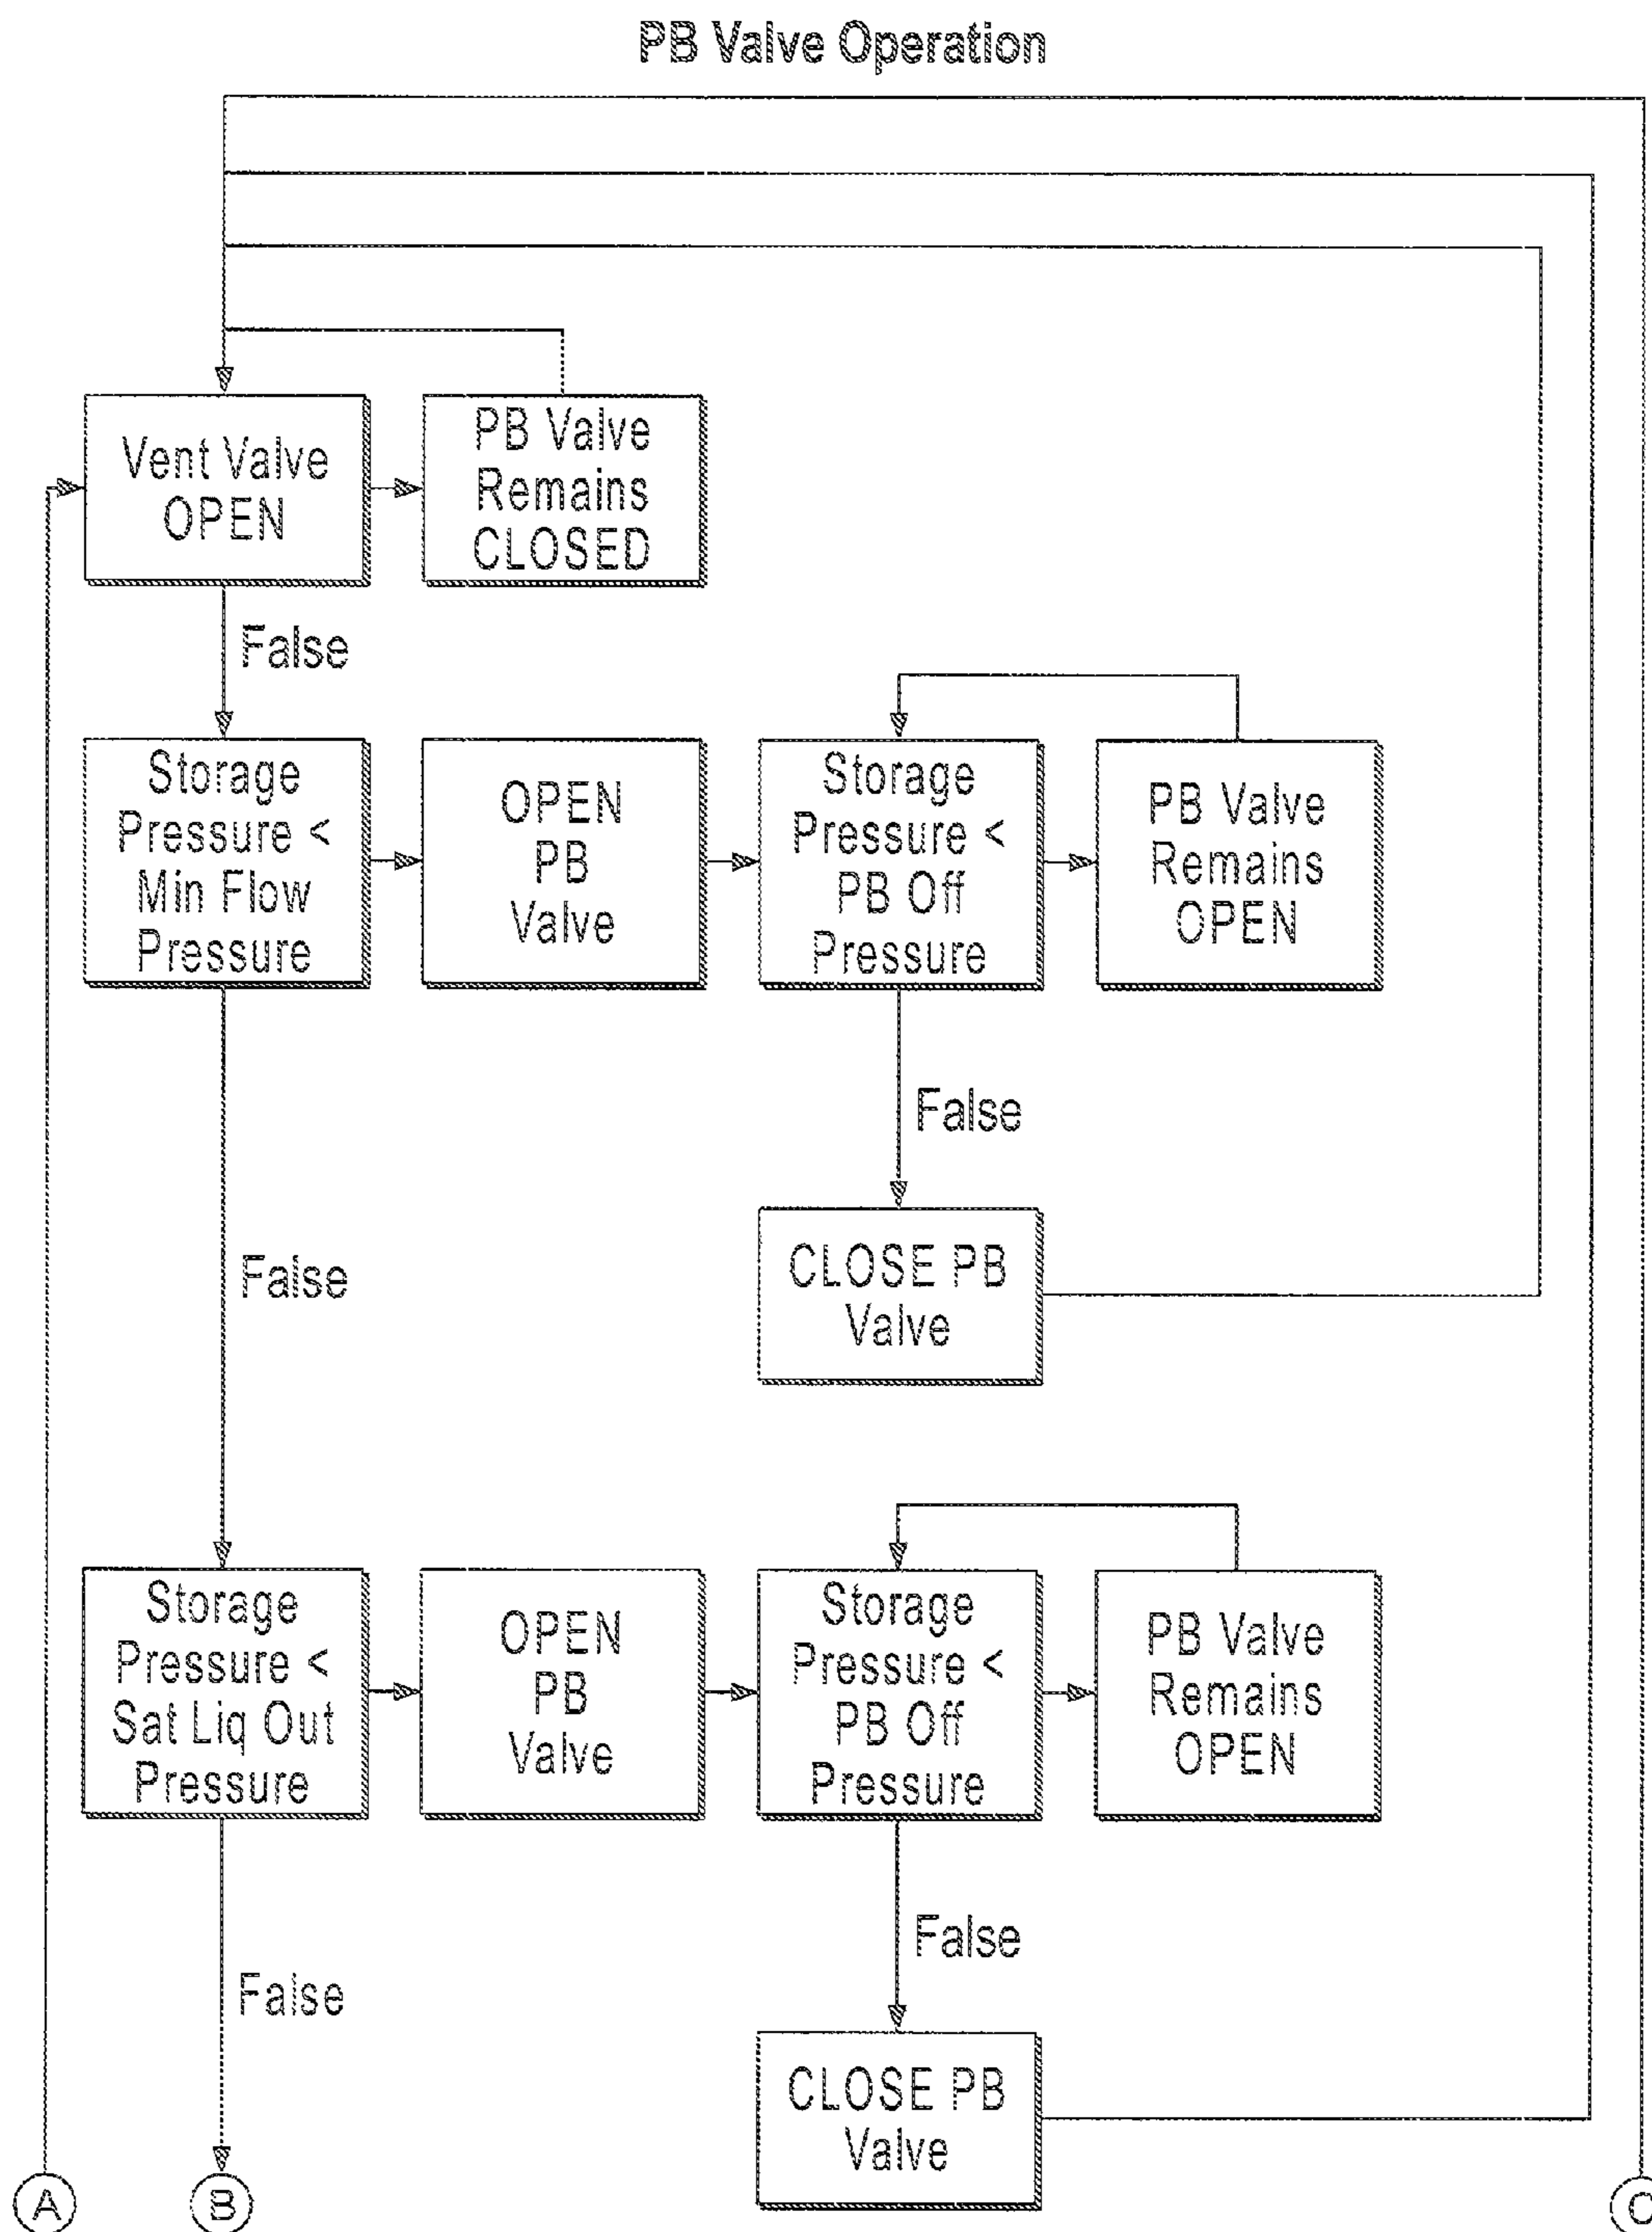 PB Valve Operation
Vent Valve
OPEN
PB Valve
Remains
CLOSED
False
Storage
Pressure <
Min Flow
Pressure
OPEN
PB
Valve
Storage
Pressure <
PB Off
Pressure
PB Valve
Remains
OPEN
False
False
CLOSE PB
Valve
Storage
Pressure <
Sat Liq Out
Pressure
OPEN
PB
Valve
Storage
Pressure <
PB Off
Pressure
PB Valve
Remains
OPEN
False
False
CLOSE PB
Valve
A
B